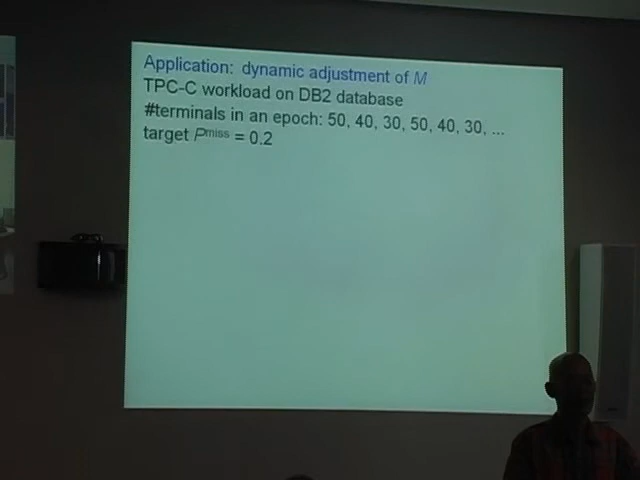 Application: dynamic adjustment of M
TPC-C workload on DB2 database
#terminals in an epoch: 50, 40, 30, 50, 40, 30, ...
target Pmiss = 0.2